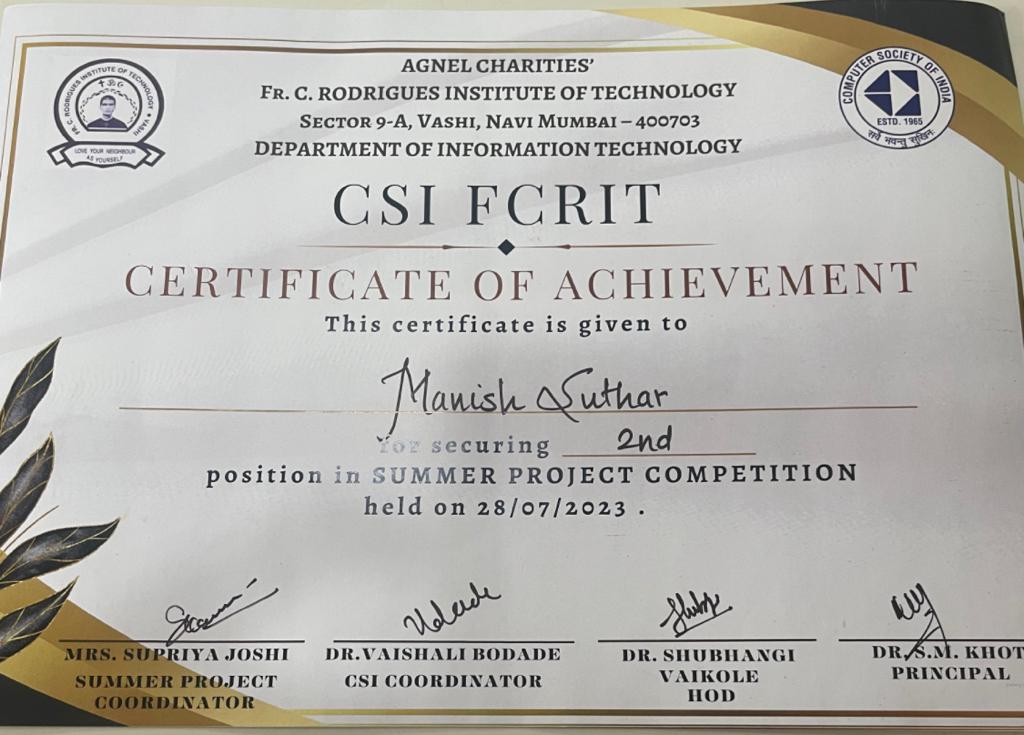 AGNEL CHARITIES'
FR. C. RODRIGUES INSTITUTE OF TECHNOLOGY
SECTOR 9-A, VASHI, NAVI MUMBAI – 400703
DEPARTMENT OF INFORMATION TECHNOLOGY
FR. C. RODRIGUES INSTITUTE OF TECHNOLOGY • VASHI
LOVE YOUR NEIGHBOUR
AS YOURSELF
COMPUTER SOCIETY OF INDIA
ESTD. 1965
सर्वे भवन्तु सुखिनः
CSI FCRIT
CERTIFICATE OF ACHIEVEMENT
This certificate is given to
Manish Suthar
for securing 2nd
position in SUMMER PROJECT COMPETITION
held on 28/07/2023 .
MRS. SUPRIYA JOSHI
SUMMER PROJECT
COORDINATOR
DR.VAISHALI BODADE
CSI COORDINATOR
DR. SHUBHANGI
VAIKOLE
HOD
DR. S.M. KHOT
PRINCIPAL